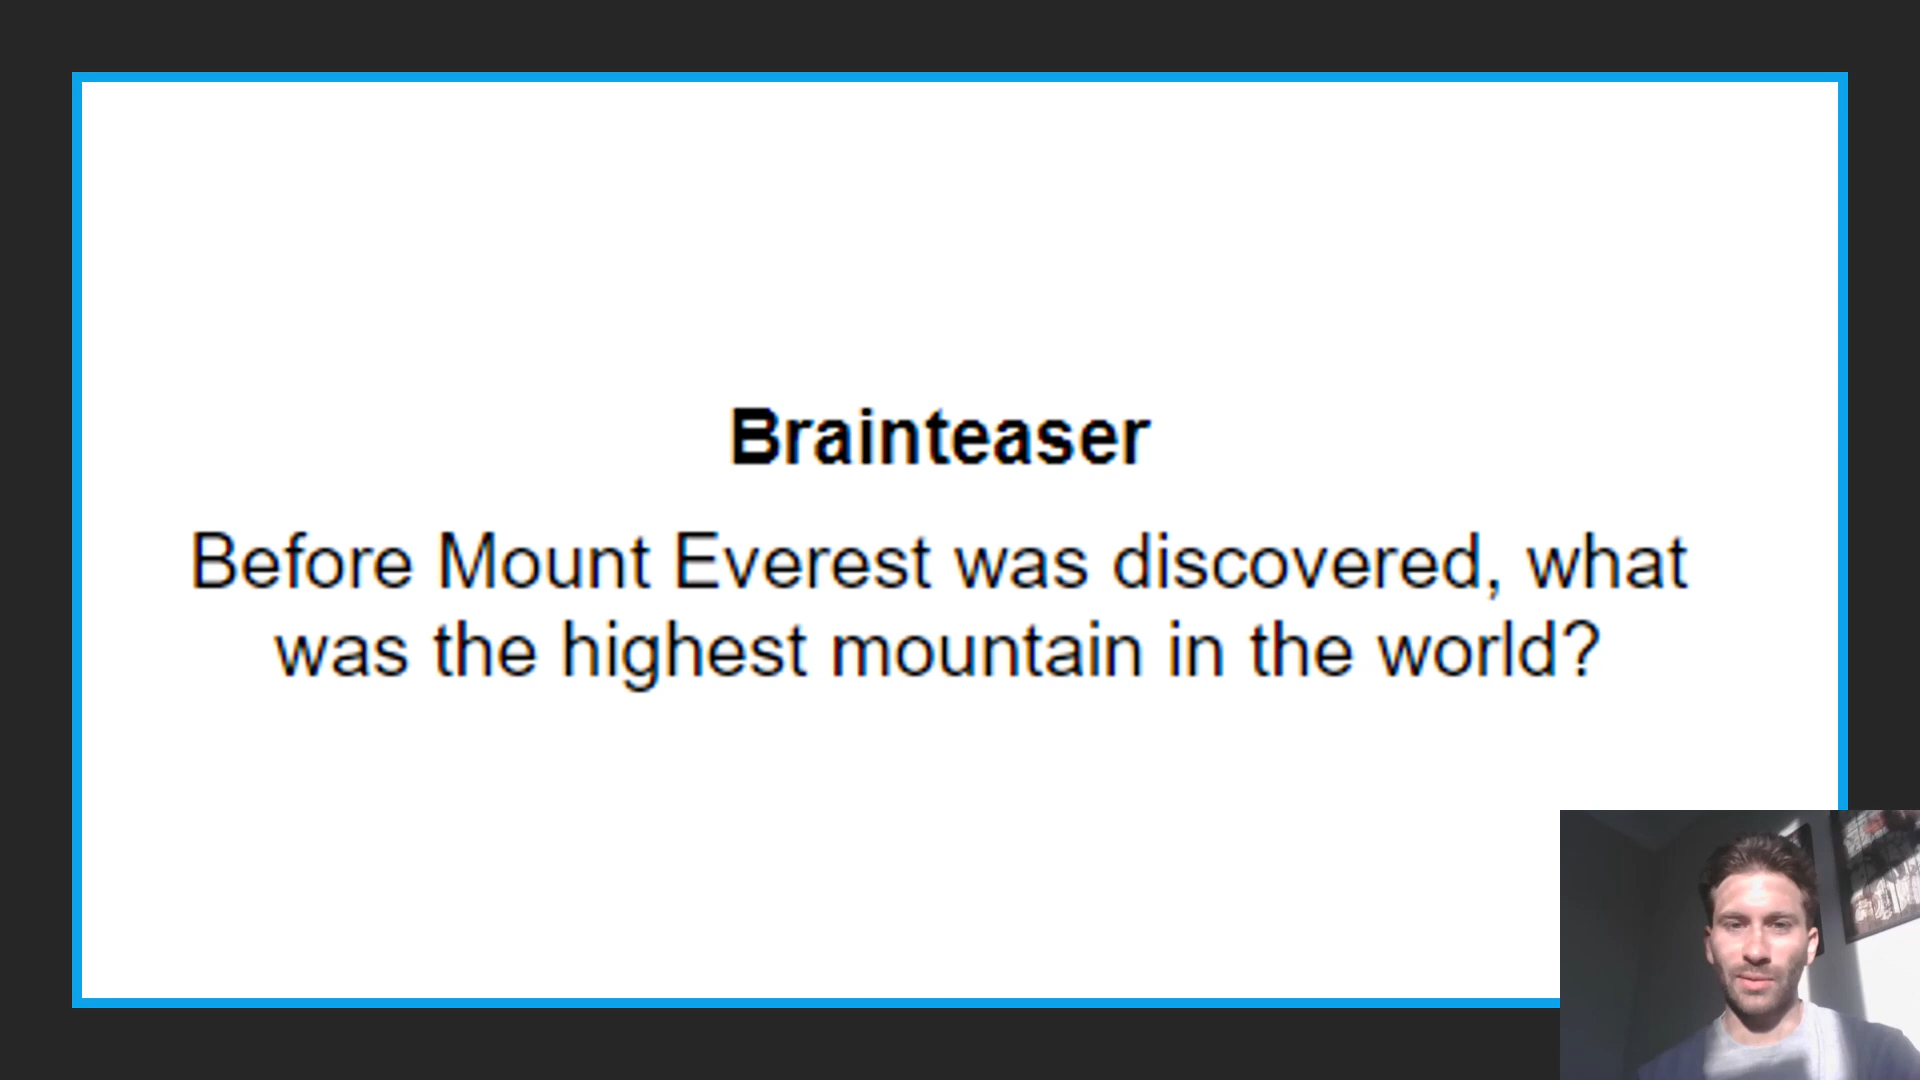 Brainteaser
Before Mount Everest was discovered, what
was the highest mountain in the world?